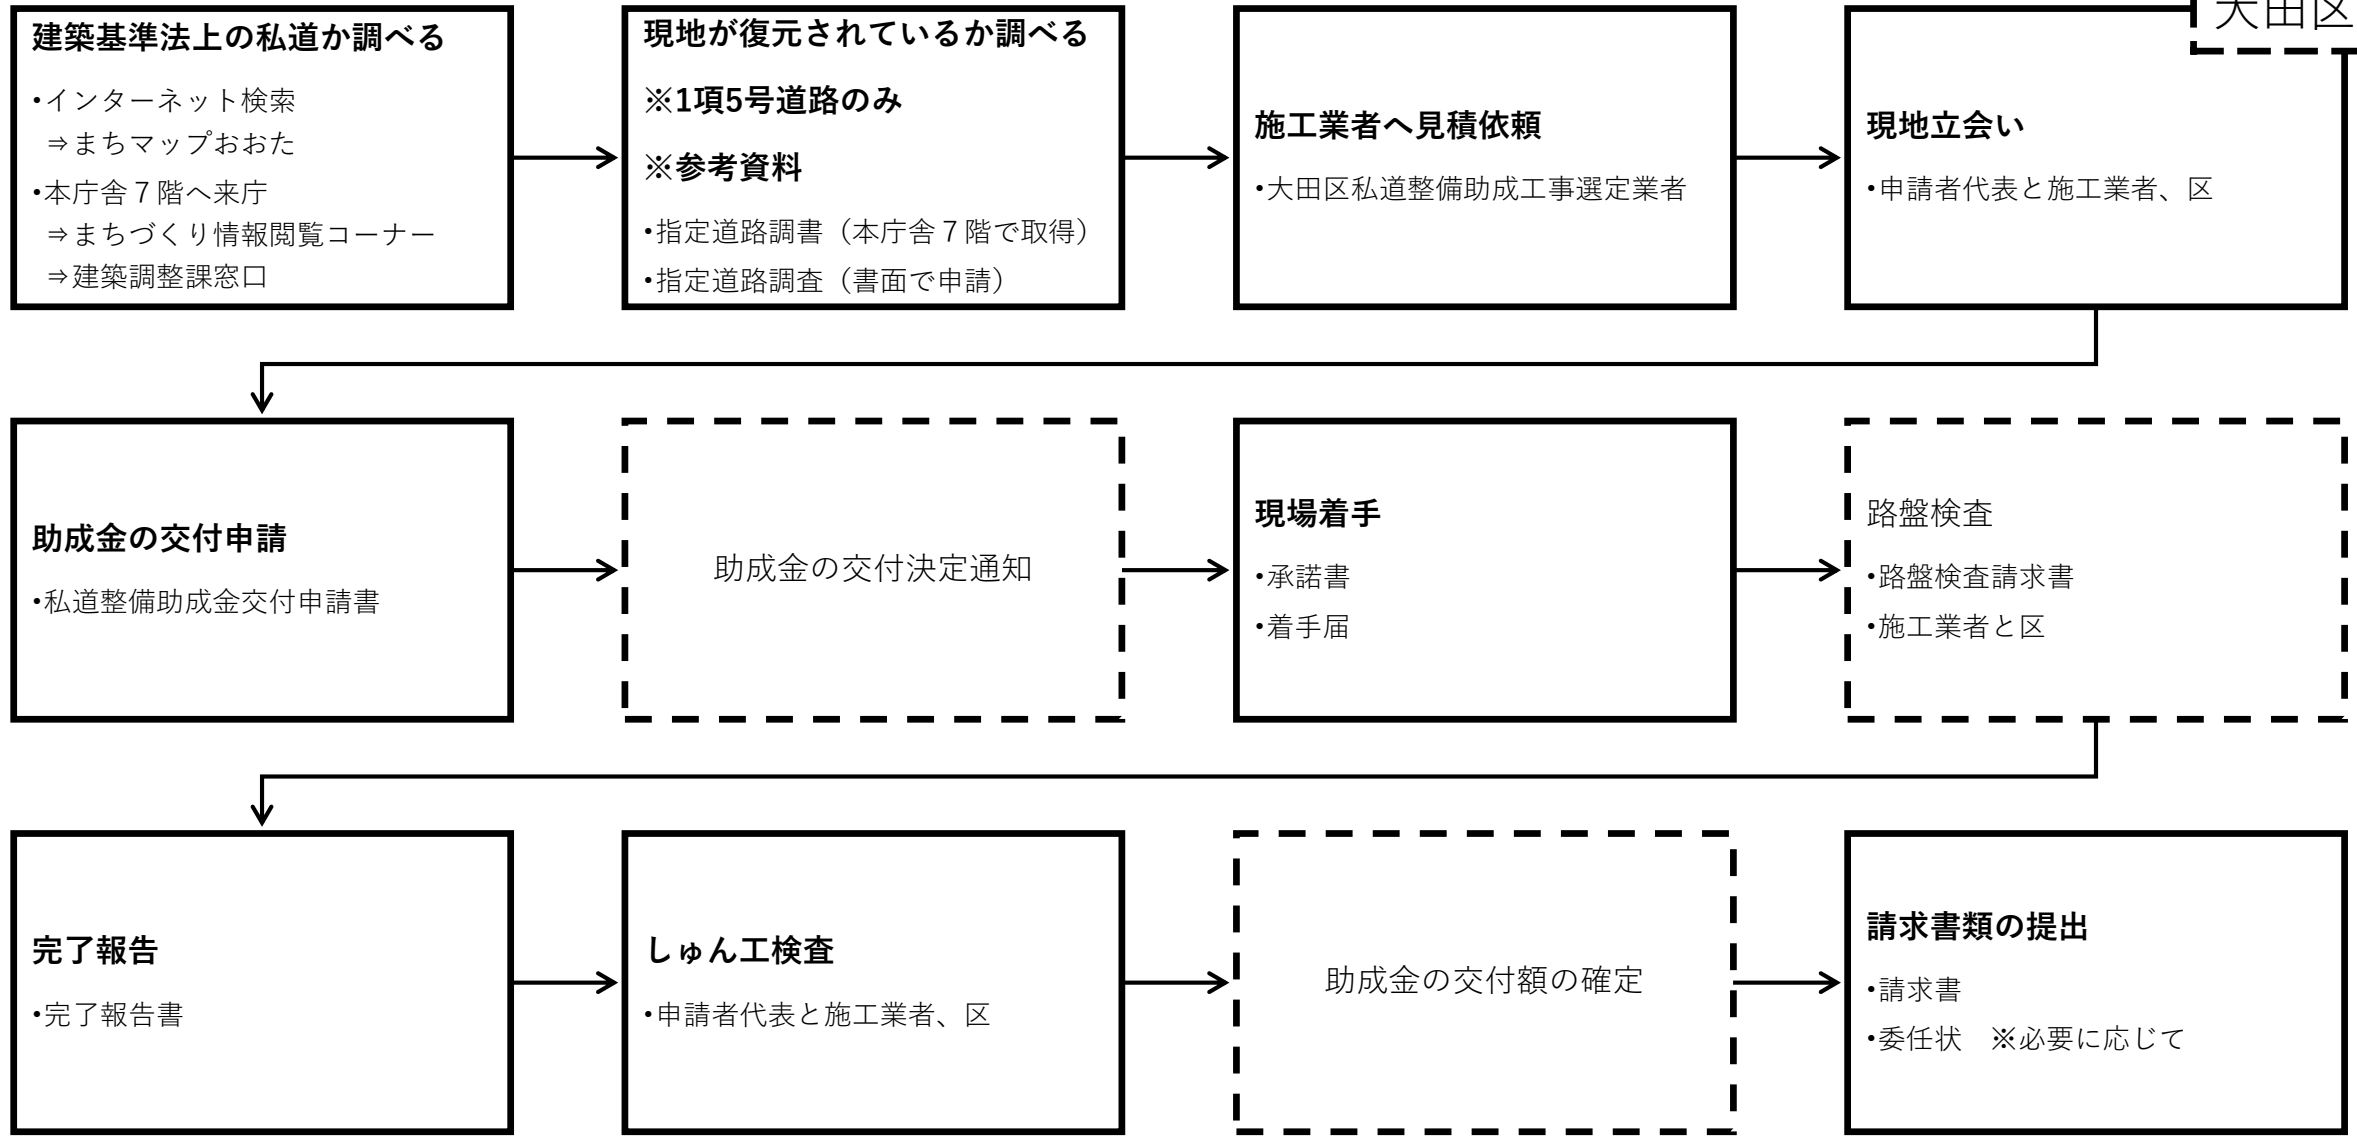 大田区
建築基準法上の私道か調べる
•インターネット検索
⇒まちマップおおた
•本庁舎７階へ来庁
⇒まちづくり情報閲覧コーナー
⇒建築調整課窓口
現地が復元されているか調べる
※1項5号道路のみ
※参考資料
•指定道路調書（本庁舎７階で取得）
•指定道路調査（書面で申請）
施工業者へ見積依頼
•大田区私道整備助成工事選定業者
現地立会い
•申請者代表と施工業者、区
助成金の交付申請
•私道整備助成金交付申請書
助成金の交付決定通知
現場着手
•承諾書
•着手届
路盤検査
•路盤検査請求書
•施工業者と区
完了報告
•完了報告書
しゅん工検査
•申請者代表と施工業者、区
助成金の交付額の確定
請求書類の提出
•請求書
•委任状　※必要に応じて